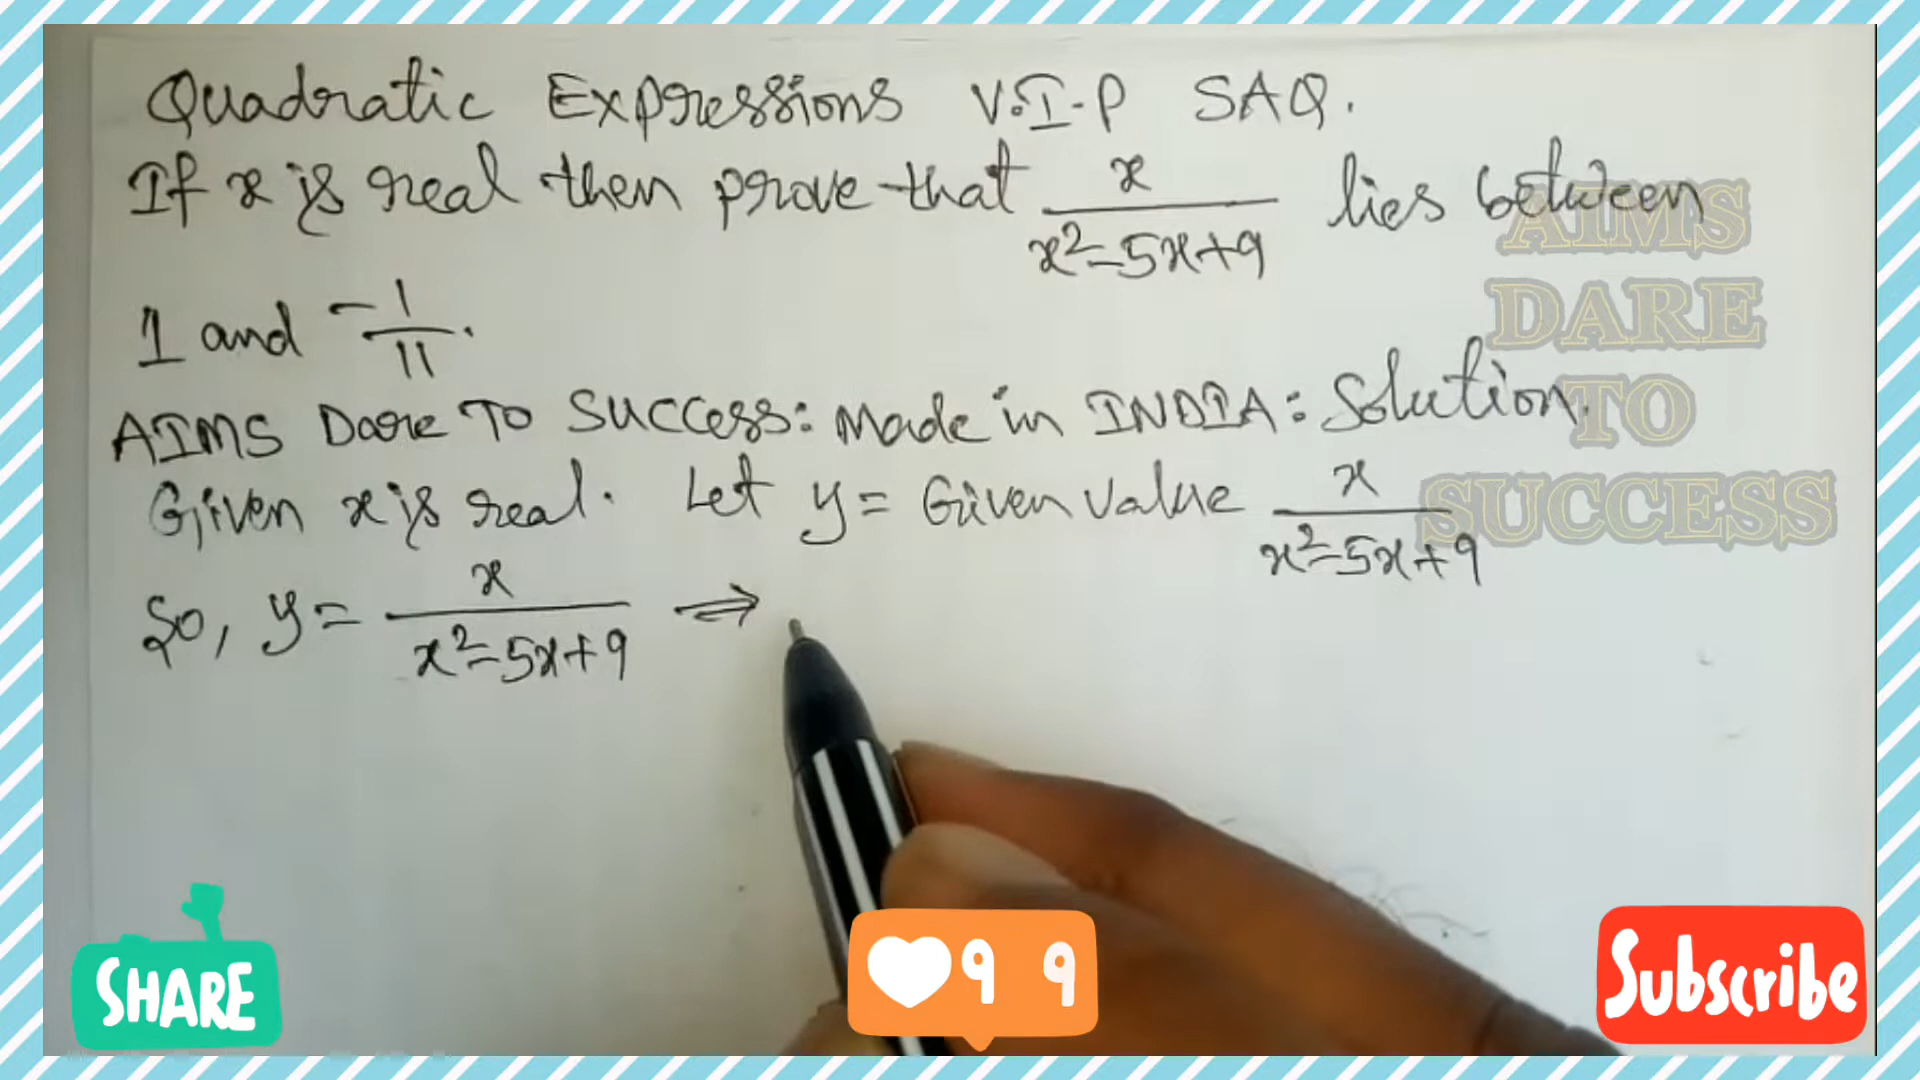 Quadratic Expressions V.I.P SAQ.
If x is real then prove that x/(x²-5x+9) lies between
1 and -1/11.
AIMS Dare To Success: Made in INDIA: Solution.
Given x is real. Let y = Given value x/(x²-5x+9)
So, y = x/(x²-5x+9) ⇒
AIMS
DARE
TO
SUCCESS
SHARE
9 9
Subscribe